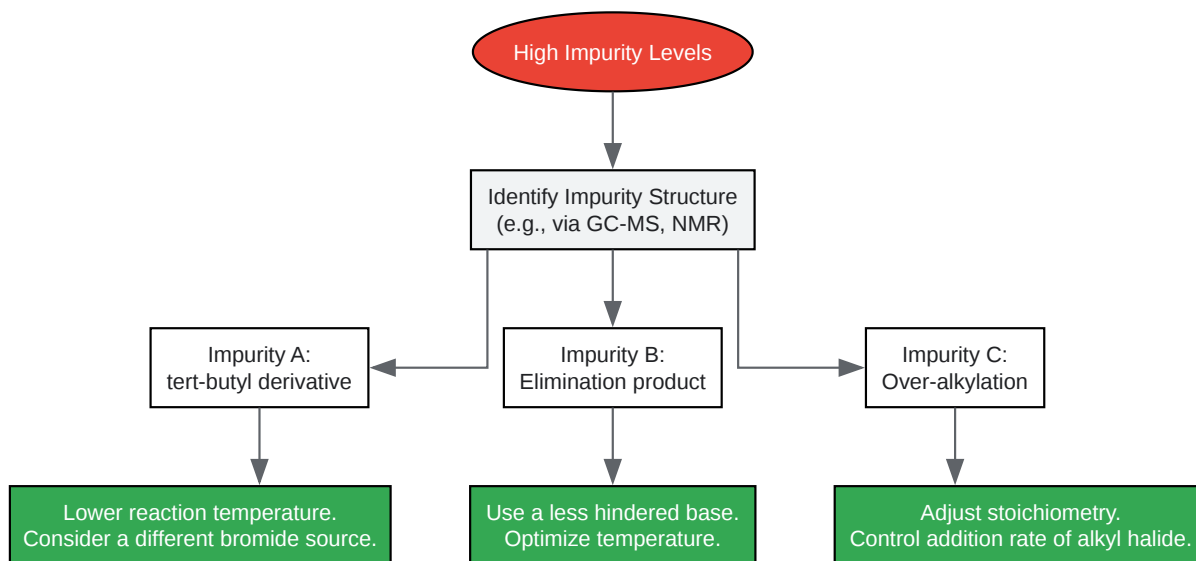 High Impurity Levels
Identify Impurity Structure
(e.g., via GC-MS, NMR)
Impurity A:
tert-butyl derivative
Impurity B:
Elimination product
Impurity C:
Over-alkylation
Lower reaction temperature.
Consider a different bromide source.
Use a less hindered base.
Optimize temperature.
Adjust stoichiometry.
Control addition rate of alkyl halide.